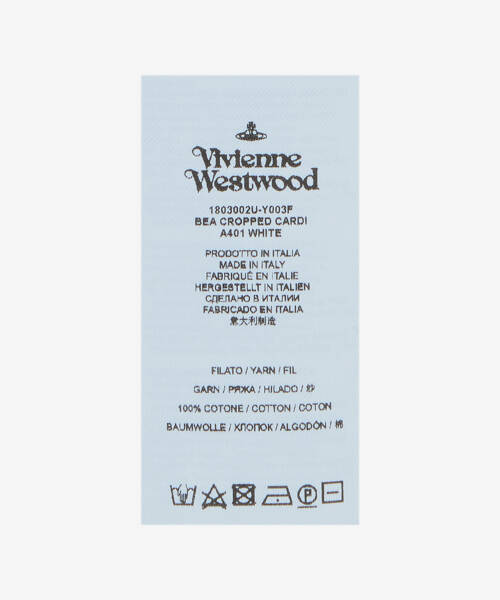 Vivienne
Westwood
1803002U-Y003F
BEA CROPPED CARDI
A401 WHITE
PRODOTTO IN ITALIA
MADE IN ITALY
FABRIQUÉ EN ITALIE
HERGESTELLT IN ITALIEN
СДЕЛАНО В ИТАЛИИ
FABRICADO EN ITALIA
意大利制造
FILATO / YARN / FIL
GARN / РЯЖА / HILADO / 纱
100% COTONE / COTTON / COTON
BAUMWOLLE / ХЛОПОК / ALGODÓN / 棉
P